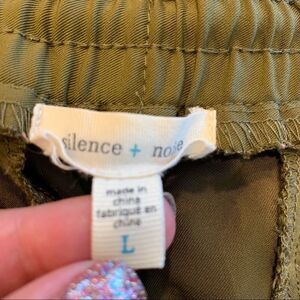 silence + noise
made in
china
fabriqué en
chine
L